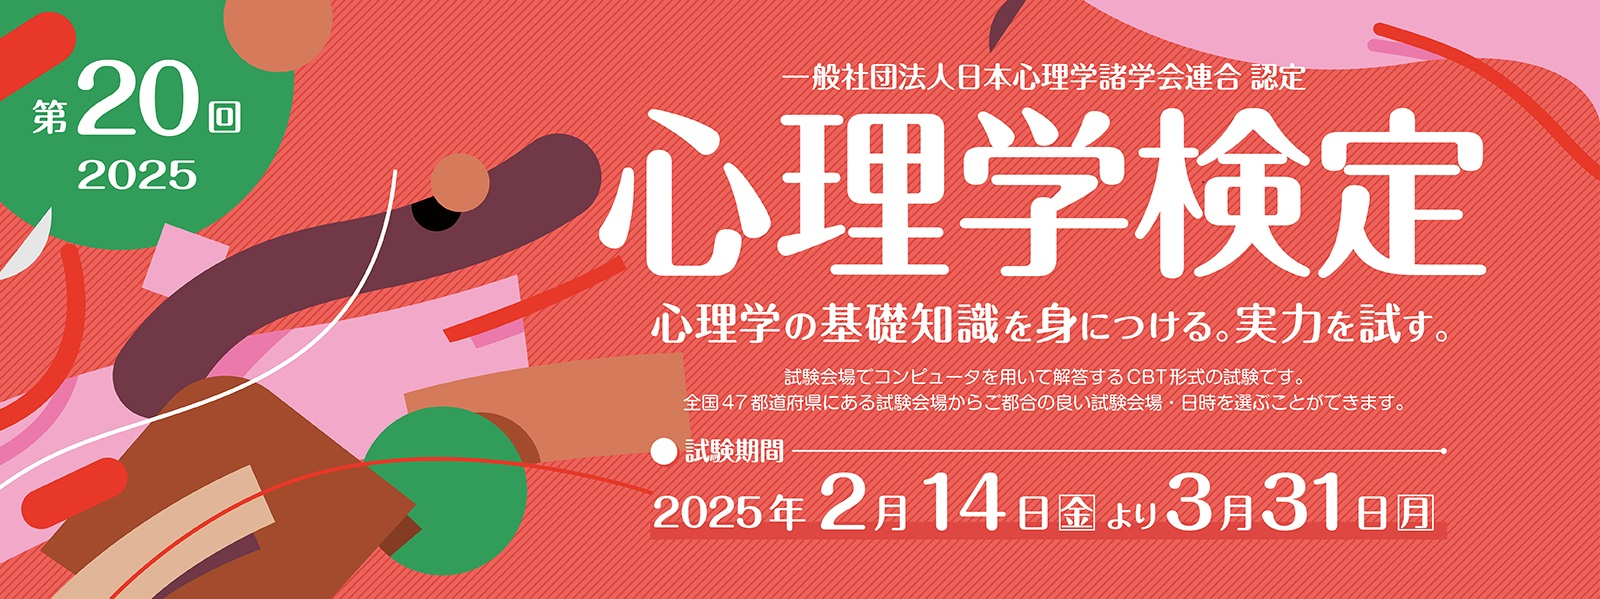 第20回
2025
一般社団法人日本心理学諸学会連合 認定
心理学検定
心理学の基礎知識を身につける。実力を試す。
試験会場でコンピュータを用いて解答するCBT形式の試験です。
全国47都道府県にある試験会場からご都合の良い試験会場・日時を選ぶことができます。
●試験期間
2025年2月14日金より3月31日月